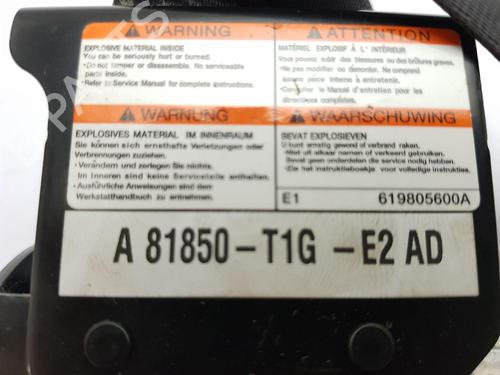 WARNING
EXPLOSIVE MATERIAL INSIDE
You can be seriously hurt or burned.
•Do not tamper or disassemble. No serviceable
parts inside.
•Refer to Service Manual for complete instructions.
ATTENTION
MATÉRIEL EXPLOSIF À L' INTÉRIEUR
Vous pouvez subir des blessures ou des brûlures graves.
•Ne pas modifier ou démonter. Ne comprend
aucune pièce interne à entretenir.
•Consulter le Manuel d'entretien pour les
directives complètes.
WARNUNG
EXPLOSIVES MATERIAL IM INNENRAUM
Sie können sich ernsthafte Verletzungen oder
Verbrennungen zuziehen.
•Verändern und zerlegen Sie nichts.
Im Inneren sind keine Serviceteile enthalten.
•Ausführliche Anweisungen sind dem
Werkstatthandbuch zu entnehmen.
WAARSCHUWING
BEVAT EXPLOSIEVEN
U kunt ernstig gewond of verbrand raken.
•Niet uit elkaar nemen of verkeerd gebruiken.
Bevat geen onderdelen die service nodig hebben.
•Zie het instruktieboekje voor volledige instrukties.
E1 619805600A
A 81850-T1G -E2 AD